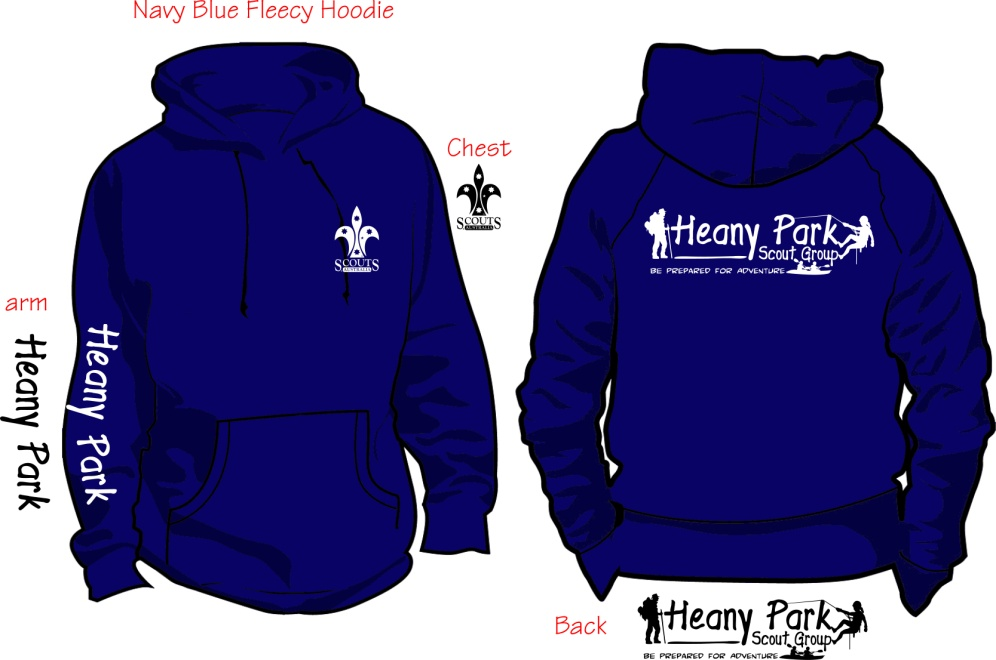 Navy Blue Fleecy Hoodie
Chest
SCOUTS
AUSTRALIA
SCOUTS
AUSTRALIA
arm
Heany Park
Heany Park
Heany Park
Scout Group
BE PREPARED FOR ADVENTURE
Back
Heany Park
Scout Group
BE PREPARED FOR ADVENTURE